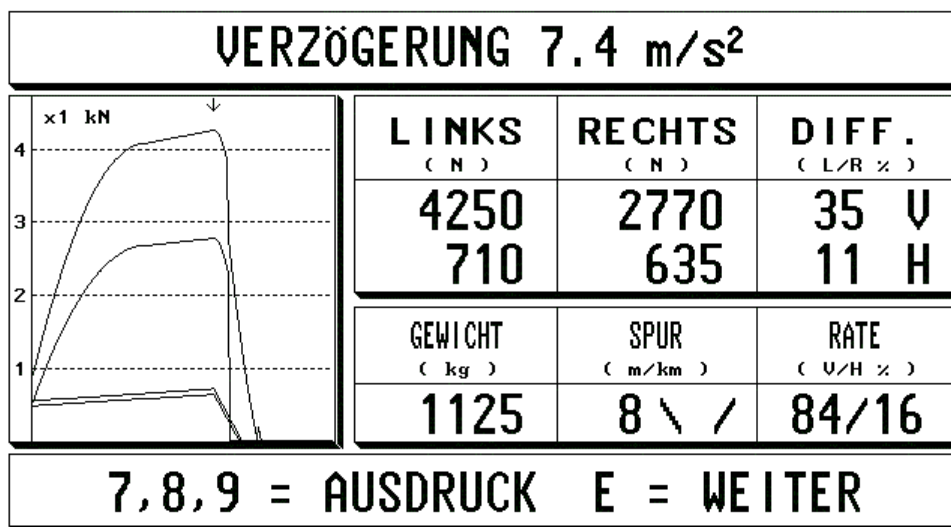 VERZÖGERUNG 7.4 m/s²
x1 kN
4
3
2
1
LINKS RECHTS DIFF.
( N ) ( N ) ( L/R % )
4250 2770 35 V
710 635 11 H
GEWICHT SPUR RATE
( kg ) ( m/km ) ( V/H % )
1125 8 \ / 84/16
7,8,9 = AUSDRUCK E = WEITER